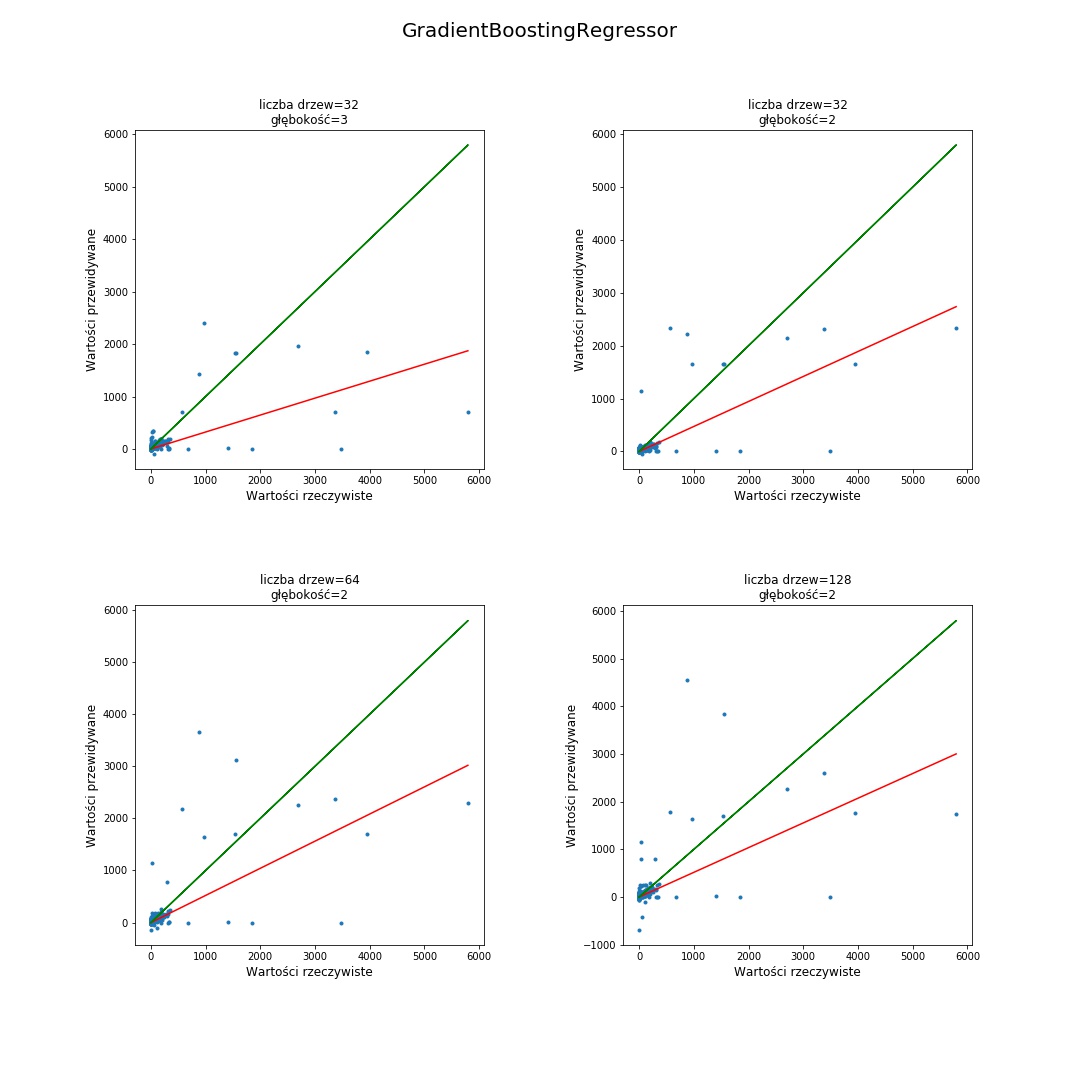 GradientBoostingRegressor
liczba drzew=32
głębokość=3
6000
5000
4000
3000
2000
1000
0
Wartości przewidywane
0 1000 2000 3000 4000 5000 6000
Wartości rzeczywiste
liczba drzew=32
głębokość=2
6000
5000
4000
3000
2000
1000
0
Wartości przewidywane
0 1000 2000 3000 4000 5000 6000
Wartości rzeczywiste
liczba drzew=64
głębokość=2
6000
5000
4000
3000
2000
1000
0
Wartości przewidywane
0 1000 2000 3000 4000 5000 6000
Wartości rzeczywiste
liczba drzew=128
głębokość=2
6000
5000
4000
3000
2000
1000
0
−1000
Wartości przewidywane
0 1000 2000 3000 4000 5000 6000
Wartości rzeczywiste